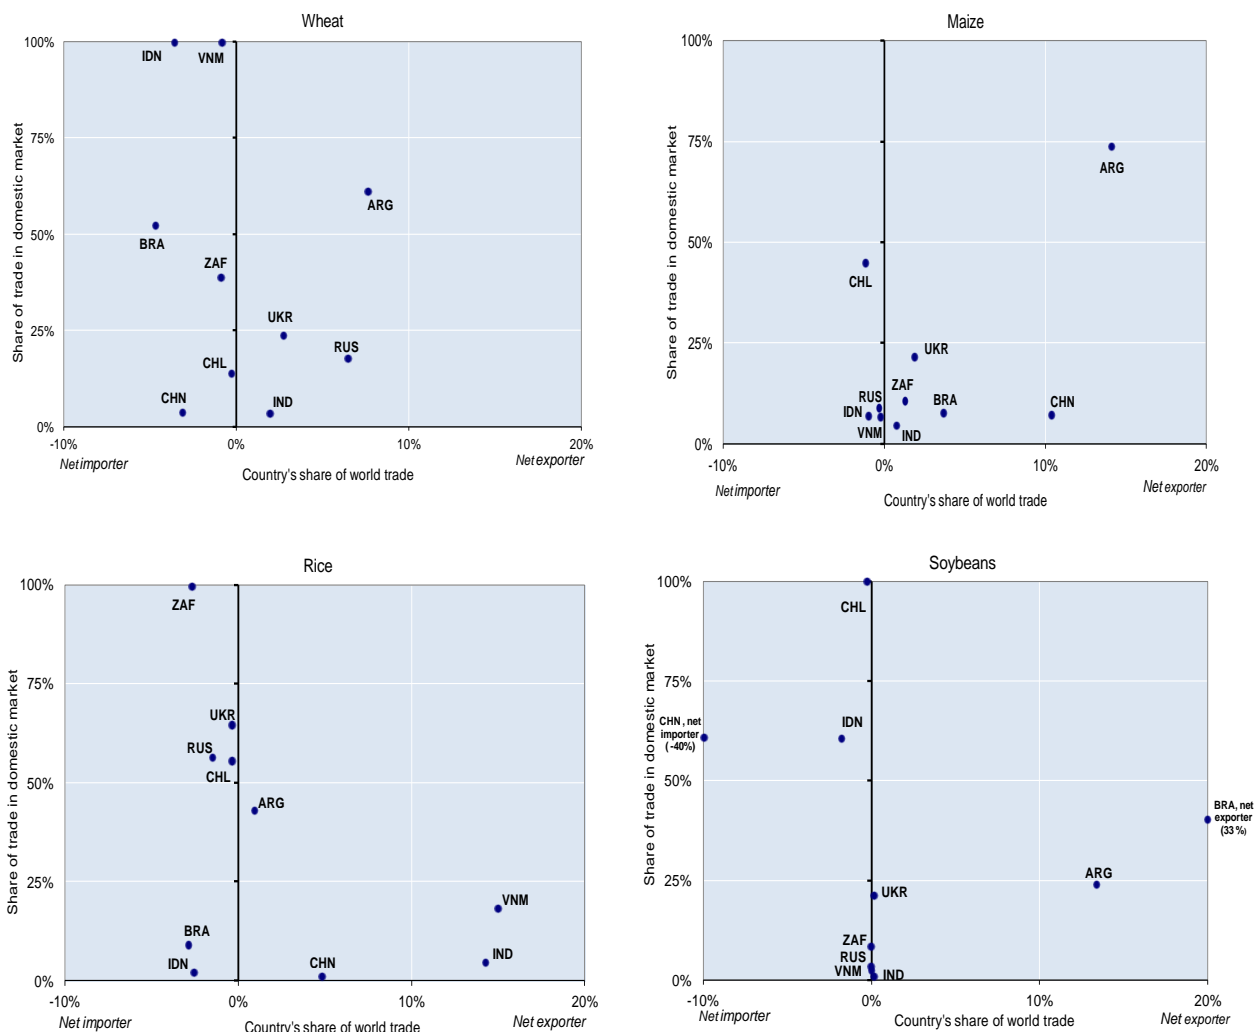 Wheat
Share of trade in domestic market
100%
75%
50%
25%
0%
IDN
VNM
ARG
BRA
ZAF
UKR
RUS
CHL
CHN
IND
-10%
0%
10%
20%
Net importer
Country's share of world trade
Net exporter
Maize
Share of trade in domestic market
100%
75%
50%
25%
0%
ARG
CHL
UKR
ZAF
RUS
BRA
CHN
IDN
VNM
IND
-10%
0%
10%
20%
Net importer
Country's share of world trade
Net exporter
Rice
Share of trade in domestic market
100%
75%
50%
25%
0%
ZAF
UKR
RUS
CHL
ARG
VNM
BRA
IDN
CHN
IND
-10%
0%
10%
20%
Net importer
Country's share of world trade
Net exporter
Soybeans
Share of trade in domestic market
100%
75%
50%
25%
0%
CHL
CHN , net
importer
( -40%)
IDN
BRA, net
exporter
(33 %)
ARG
UKR
ZAF
RUS
VNM
IND
-10%
0%
10%
20%
Net importer
Country's share of world trade
Net exporter